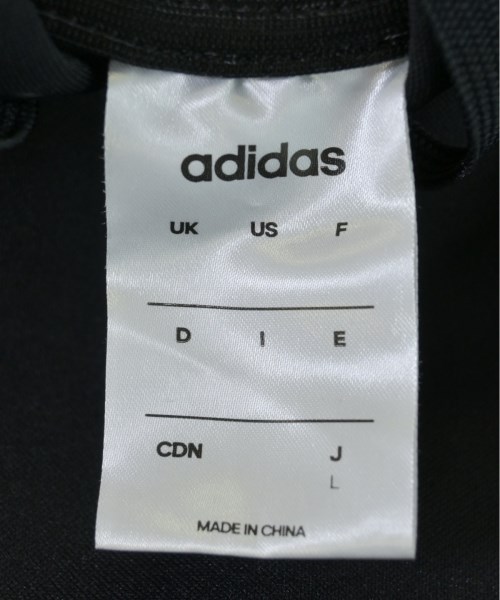 adidas
UK US F
D I E
CDN J
L
MADE IN CHINA